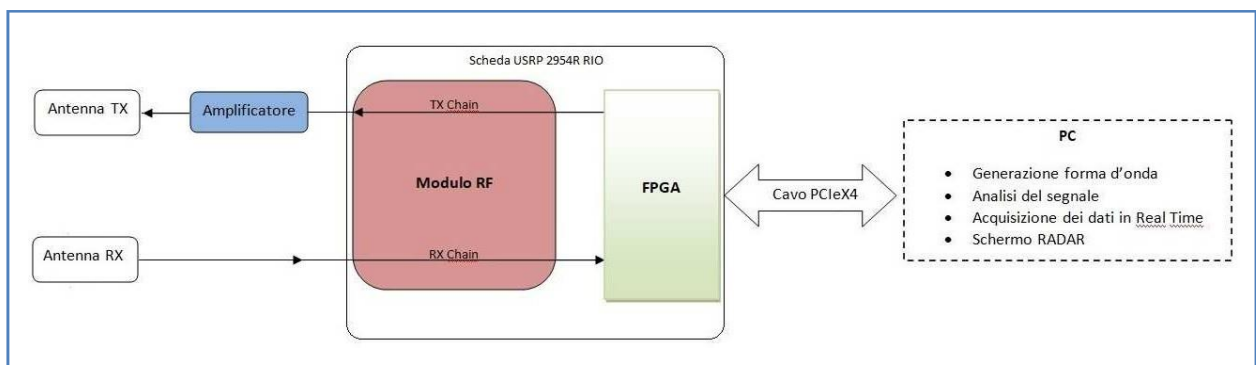 Scheda USRP 2954R RIO
Antenna TX
Amplificatore
TX Chain
Modulo RF
FPGA
Antenna RX
RX Chain
Cavo PCIeX4
PC
• Generazione forma d'onda
• Analisi del segnale
• Acquisizione dei dati in Real Time
• Schermo RADAR